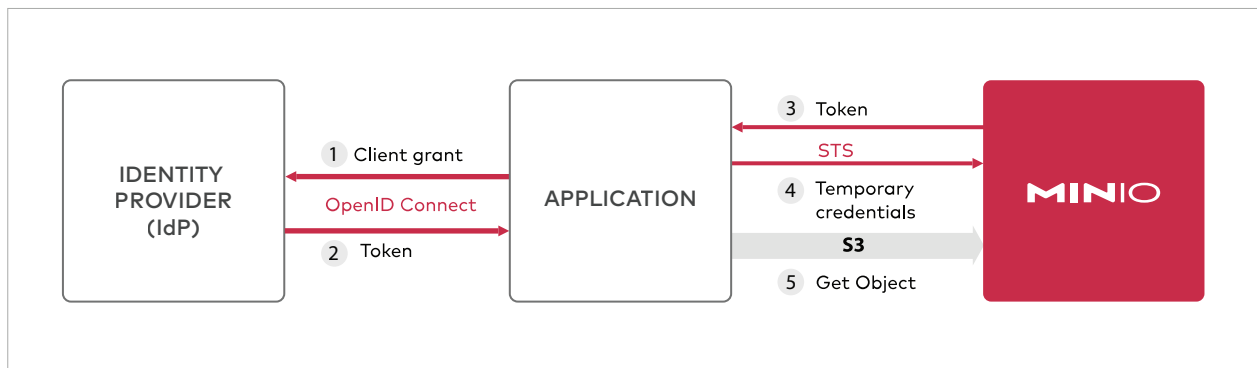 IDENTITY
PROVIDER
(IdP)
1 Client grant
OpenID Connect
2 Token
APPLICATION
3 Token
STS
4 Temporary
credentials
S3
5 Get Object
MINIO